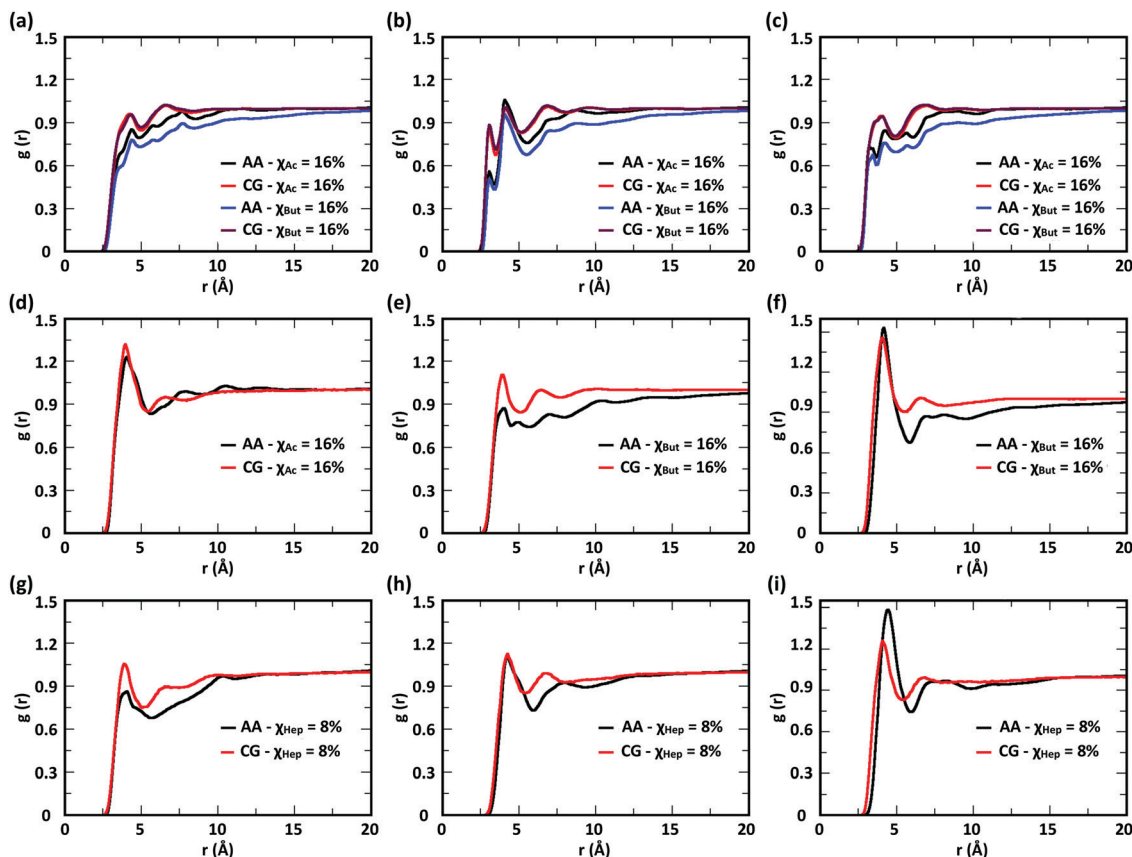 (a)
1.5
1.2
0.9
0.6
0.3
0
g (r)
AA - χAc = 16%
CG - χAc = 16%
AA - χBut = 16%
CG - χBut = 16%
0 5 10 15 20
r (Å)
(b)
1.5
1.2
0.9
0.6
0.3
0
g (r)
AA - χAc = 16%
CG - χAc = 16%
AA - χBut = 16%
CG - χBut = 16%
0 5 10 15 20
r (Å)
(c)
1.5
1.2
0.9
0.6
0.3
0
g (r)
AA - χAc = 16%
CG - χAc = 16%
AA - χBut = 16%
CG - χBut = 16%
0 5 10 15 20
r (Å)
(d)
1.5
1.2
0.9
0.6
0.3
0
g (r)
AA - χAc = 16%
CG - χAc = 16%
0 5 10 15 20
r (Å)
(e)
1.5
1.2
0.9
0.6
0.3
0
g (r)
AA - χBut = 16%
CG - χBut = 16%
0 5 10 15 20
r (Å)
(f)
1.5
1.2
0.9
0.6
0.3
0
g (r)
AA - χBut = 16%
CG - χBut = 16%
0 5 10 15 20
r (Å)
(g)
1.5
1.2
0.9
0.6
0.3
0
g (r)
AA - χHep = 8%
CG - χHep = 8%
0 5 10 15 20
r (Å)
(h)
1.5
1.2
0.9
0.6
0.3
0
g (r)
AA - χHep = 8%
CG - χHep = 8%
0 5 10 15 20
r (Å)
(i)
1.5
1.2
0.9
0.6
0.3
0
g (r)
AA - χHep = 8%
CG - χHep = 8%
0 5 10 15 20
r (Å)